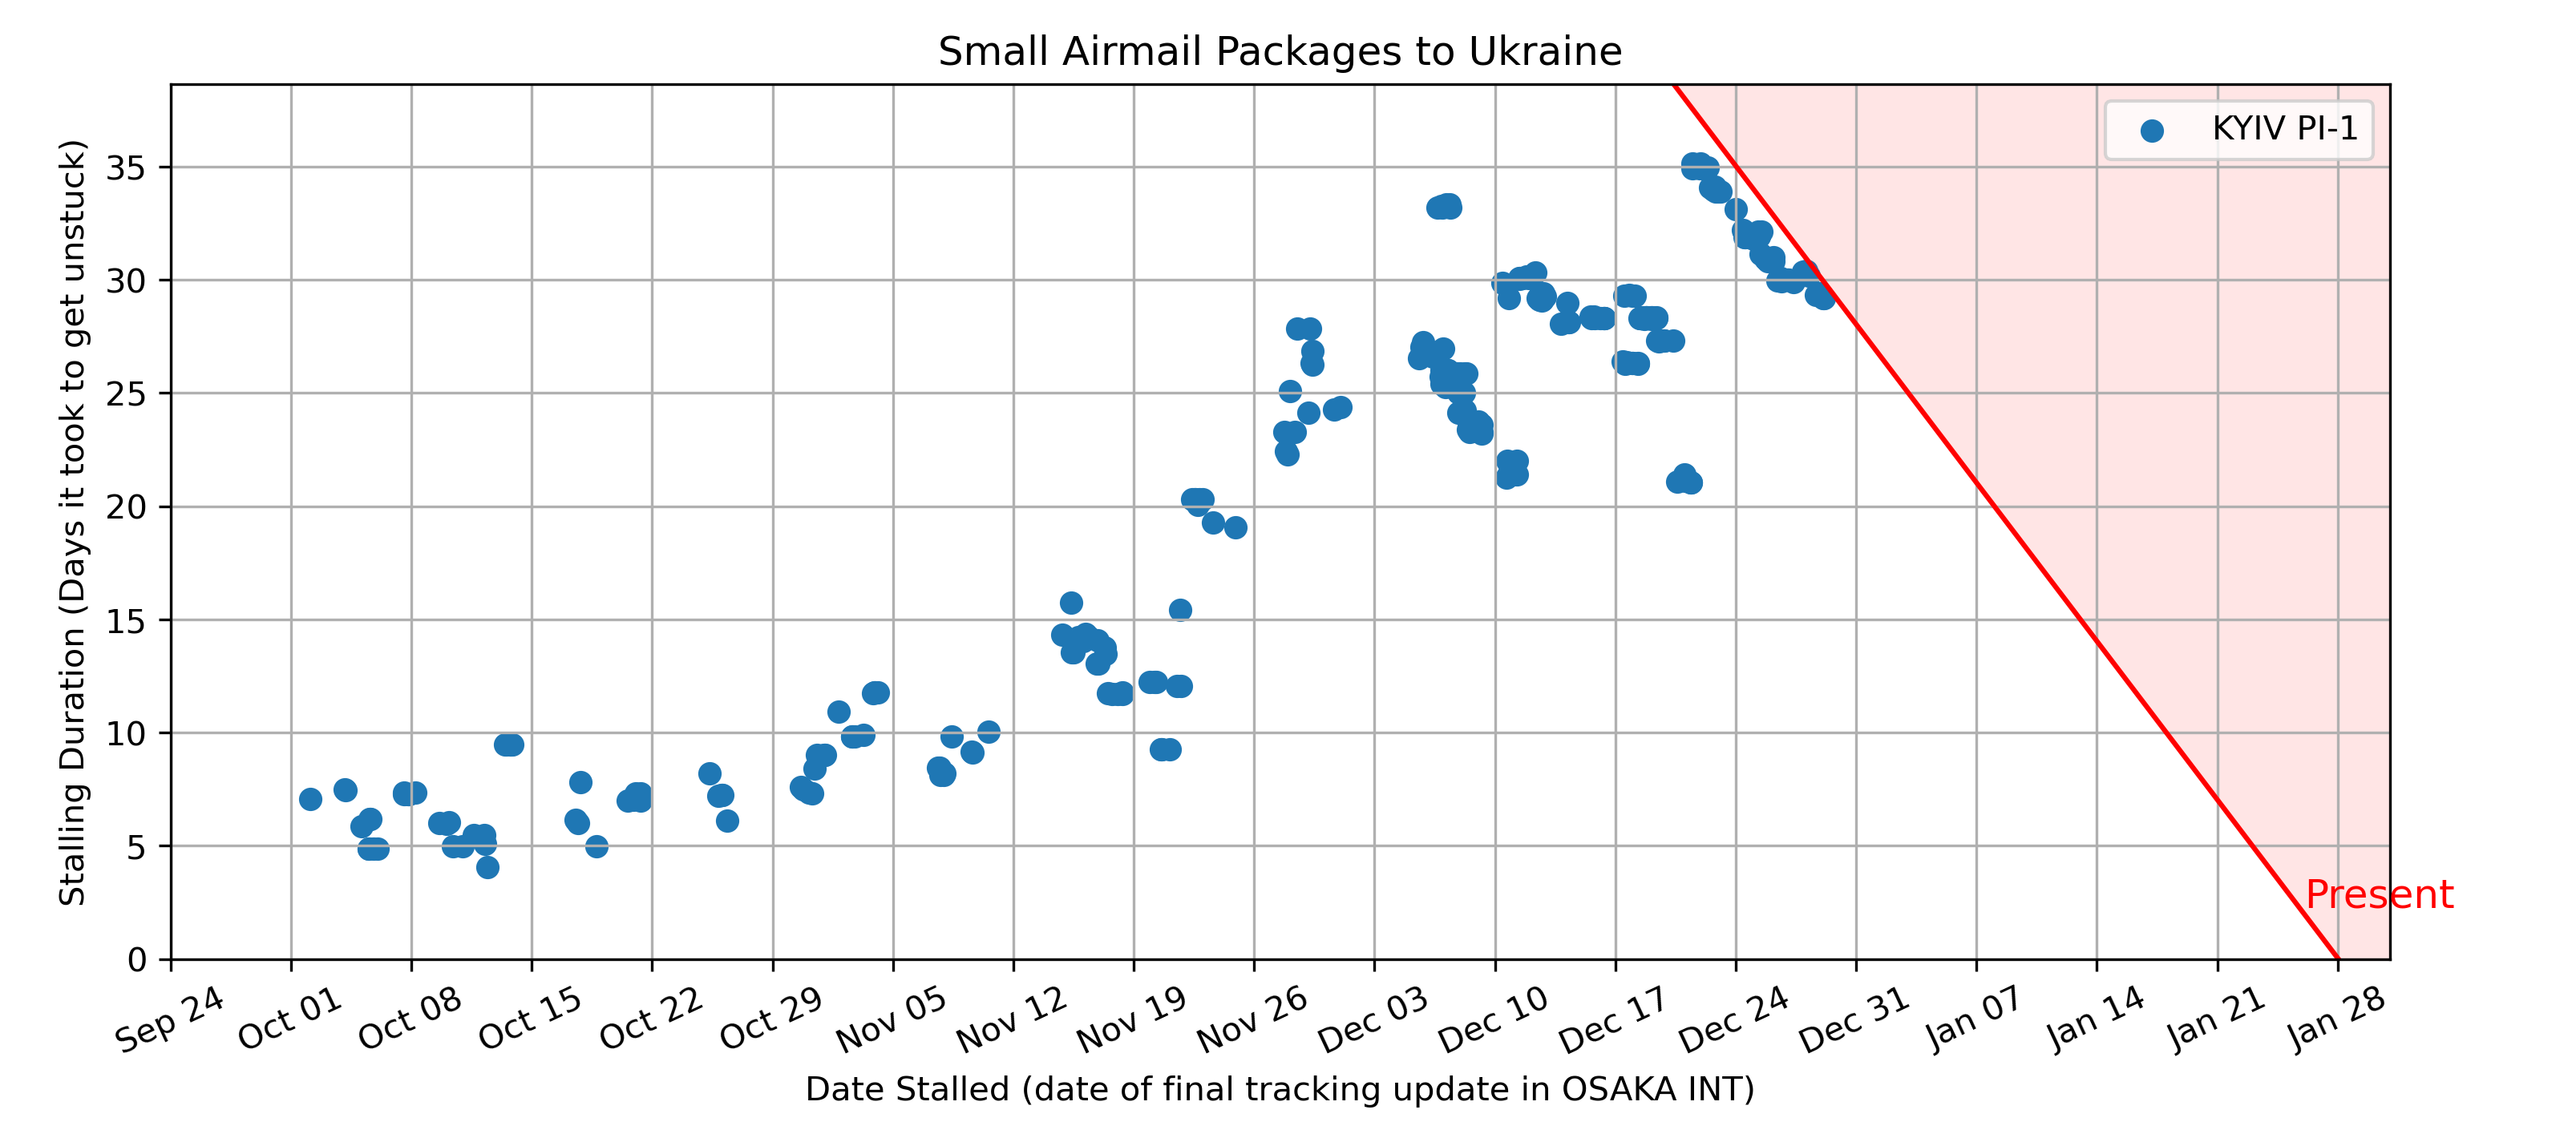 Small Airmail Packages to Ukraine
KYIV PI-1
Stalling Duration (Days it took to get unstuck)
35
30
25
20
15
10
5
0
Present
Sep 24
Oct 01
Oct 08
Oct 15
Oct 22
Oct 29
Nov 05
Nov 12
Nov 19
Nov 26
Dec 03
Dec 10
Dec 17
Dec 24
Dec 31
Jan 07
Jan 14
Jan 21
Jan 28
Date Stalled (date of final tracking update in OSAKA INT)